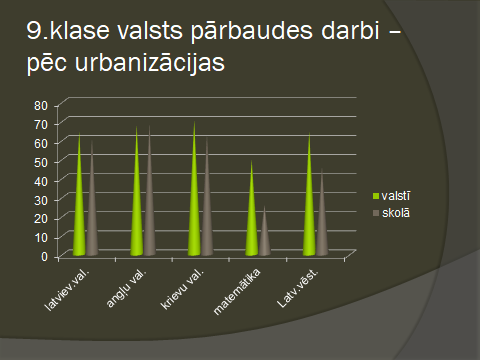 9.klase valsts pārbaudes darbi –
pēc urbanizācijas
80
70
60
50
40
30
20
10
0
latviev.val.
angļu val.
krievu val.
matemātika
Latv.vēst.
valstī
skolā